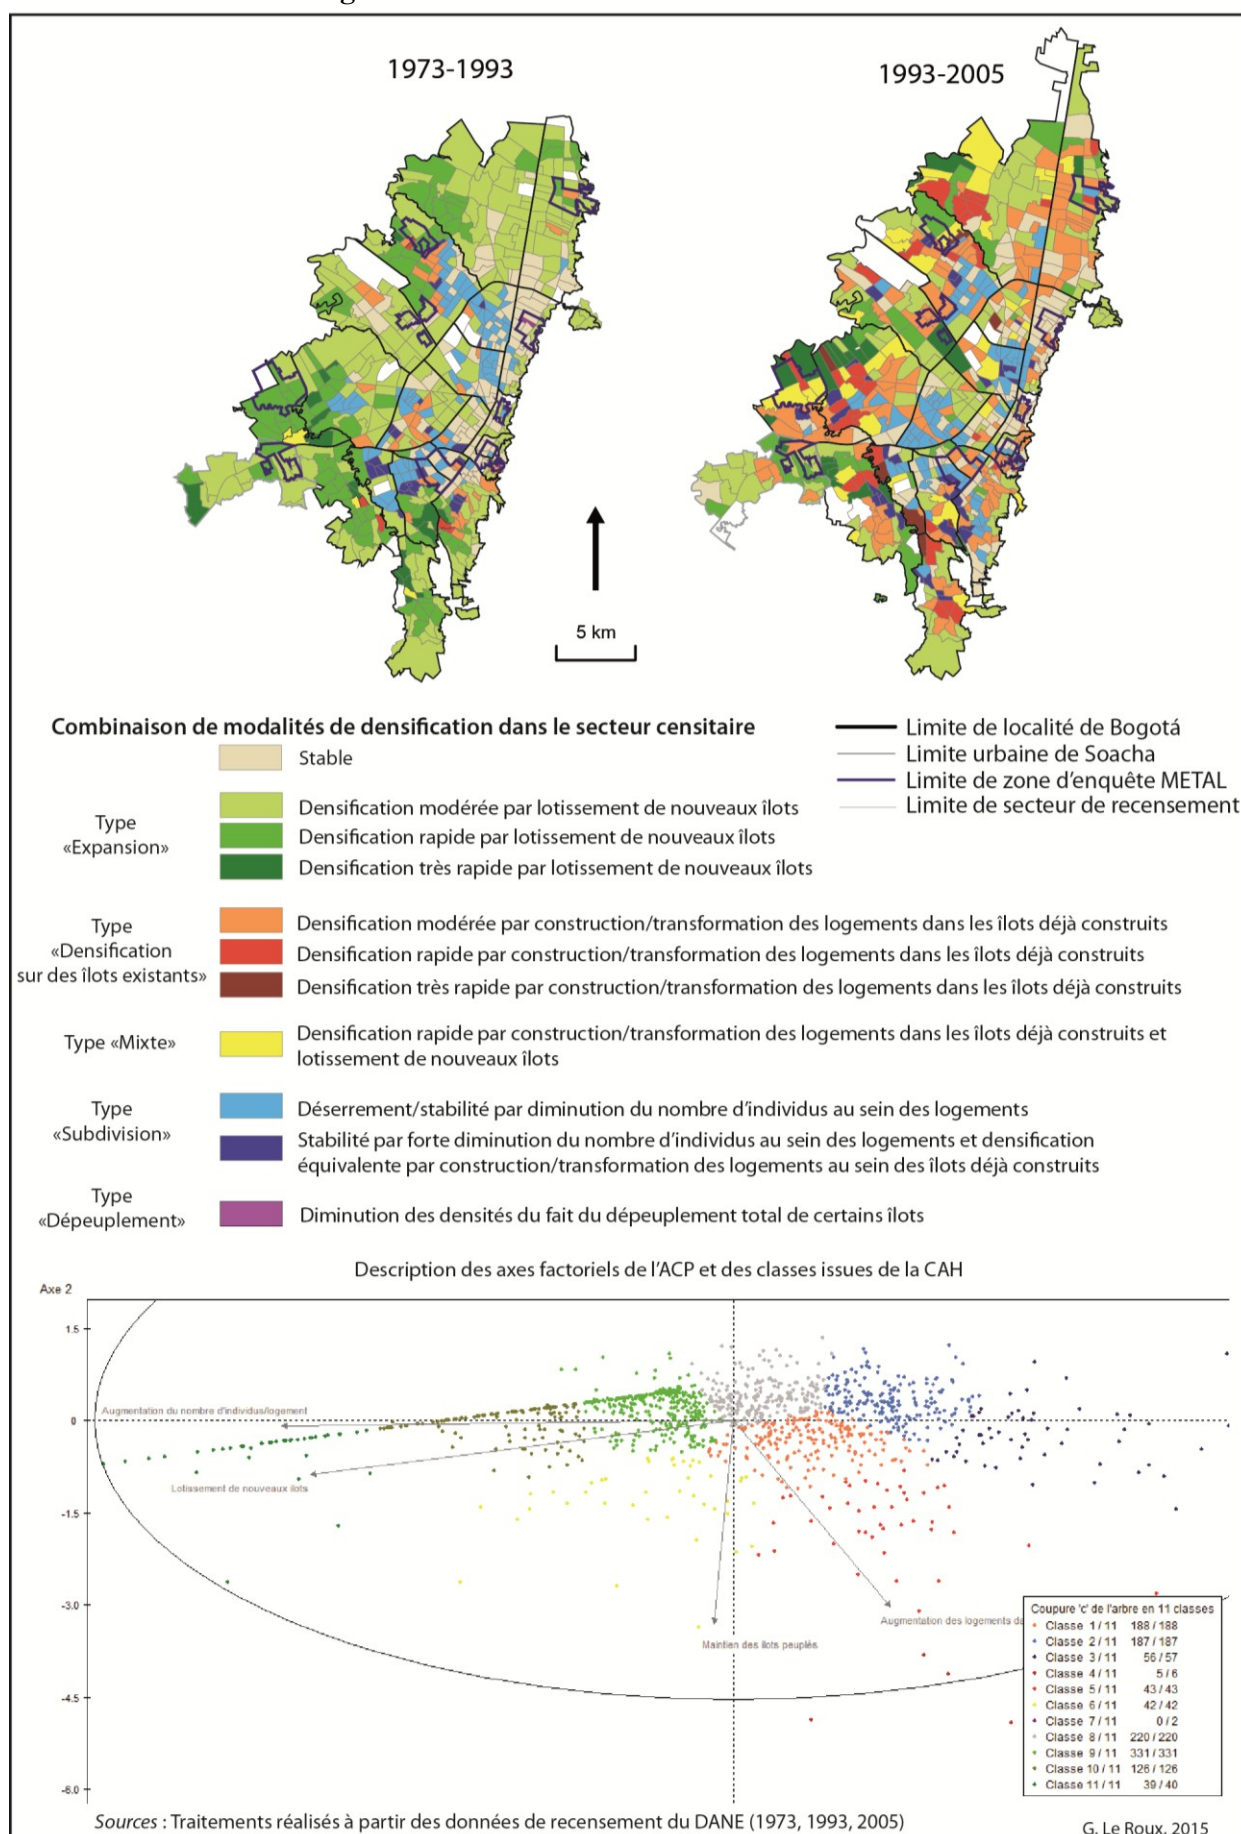 1973-1993
1993-2005
5 km
Combinaison de modalités de densification dans le secteur censitaire
Limite de localité de Bogotá
Limite urbaine de Soacha
Limite de zone d'enquête METAL
Limite de secteur de recensement
Stable
Type
«Expansion»
Densification modérée par lotissement de nouveaux îlots
Densification rapide par lotissement de nouveaux îlots
Densification très rapide par lotissement de nouveaux îlots
Type
«Densification
sur des îlots existants»
Densification modérée par construction/transformation des logements dans les îlots déjà construits
Densification rapide par construction/transformation des logements dans les îlots déjà construits
Densification très rapide par construction/transformation des logements dans les îlots déjà construits
Type «Mixte»
Densification rapide par construction/transformation des logements dans les îlots déjà construits et
lotissement de nouveaux îlots
Type
«Subdivision»
Déserrement/stabilité par diminution du nombre d'individus au sein des logements
Stabilité par forte diminution du nombre d'individus au sein des logements et densification
équivalente par construction/transformation des logements au sein des îlots déjà construits
Type
«Dépeuplement»
Diminution des densités du fait du dépeuplement total de certains îlots
Description des axes factoriels de l'ACP et des classes issues de la CAH
Axe 2
1.5
0
-1.5
-3.0
-4.5
-6.0
Augmentation du nombre d'individus/logement
Lotissement de nouveaux ilots
Maintien des ilots peuplés
Augmentation des logements da
Coupure 'c' de l'arbre en 11 classes
Classe 1 / 11 188 / 188
Classe 2 / 11 187 / 187
Classe 3 / 11 56 / 57
Classe 4 / 11 5 / 6
Classe 5 / 11 43 / 43
Classe 6 / 11 42 / 42
Classe 7 / 11 0 / 2
Classe 8 / 11 220 / 220
Classe 9 / 11 331 / 331
Classe 10 / 11 126 / 126
Classe 11 / 11 39 / 40
Sources : Traitements réalisés à partir des données de recensement du DANE (1973, 1993, 2005)
G. Le Roux, 2015